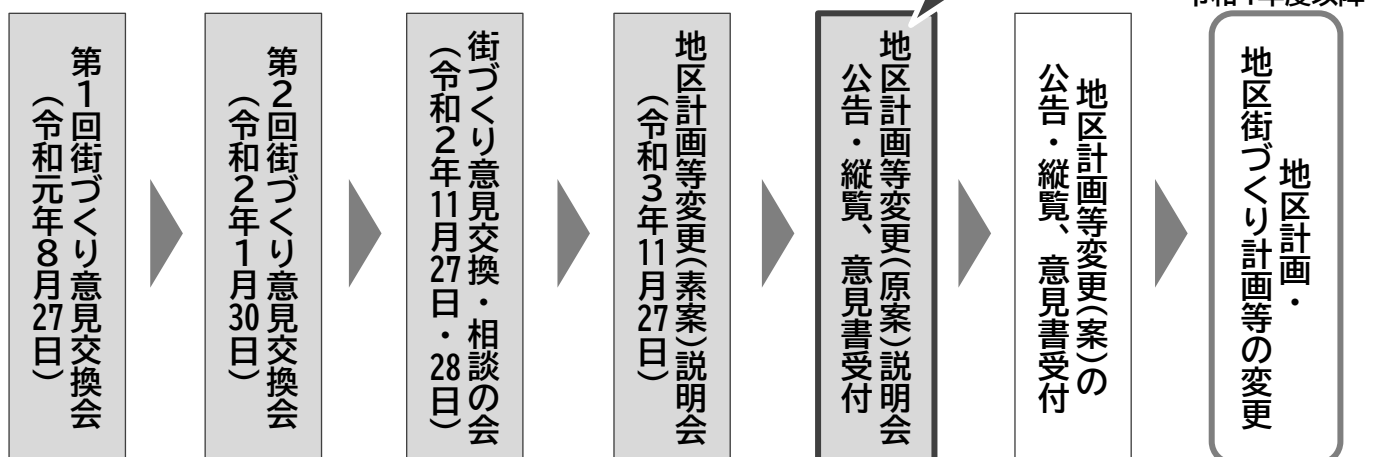 第1回街づくり意見交換会
（令和元年8月27日）
第2回街づくり意見交換会
（令和2年1月30日）
街づくり意見交換・相談の会
（令和2年11月27日・28日）
地区計画等変更（素案）説明会
（令和3年11月27日）
地区計画等変更（原案）説明会
公告・縦覧、意見書受付
地区計画等変更（案）の
公告・縦覧、意見書受付
地区計画・
地区街づくり計画等の変更